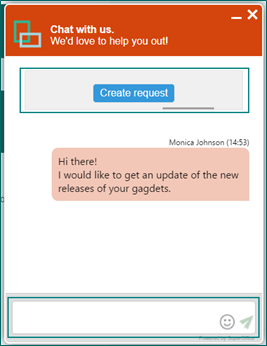 Chat with us.
We'd love to help you out!
Create request
Monica Johnson (14:53)
Hi there!
I would like to get an update of the new
releases of your gagdets.
Powered by SuperOffice